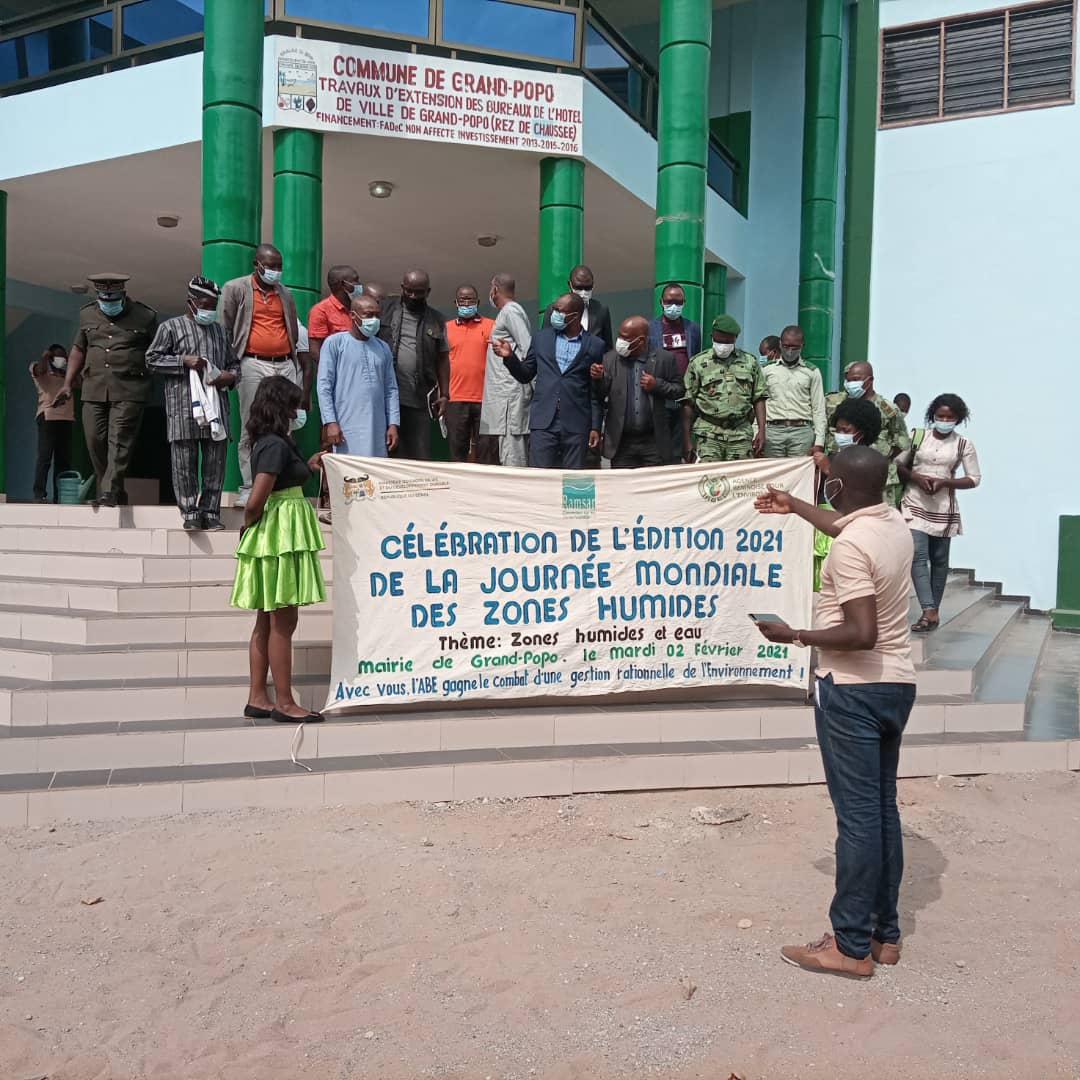 COMMUNE DE GRAND-POPO
TRAVAUX D'EXTENSION DES BUREAUX DE L'HÔTEL
DE VILLE DE GRAND-POPO (REZ DE CHAUSSEE)
FINANCEMENT: FADeC NON AFFECTE INVESTISSEMENT 2013-2015-2016
Ramsar
CÉLÉBRATION DE L'ÉDITION 2021
DE LA JOURNÉE MONDIALE
DES ZONES HUMIDES
Thème: Zones humides et eau
Mairie de Grand-Popo. le mardi 02 Février 2021
Avec vous, l'ABE gagne le combat d'une gestion rationnelle de l'Environnement !